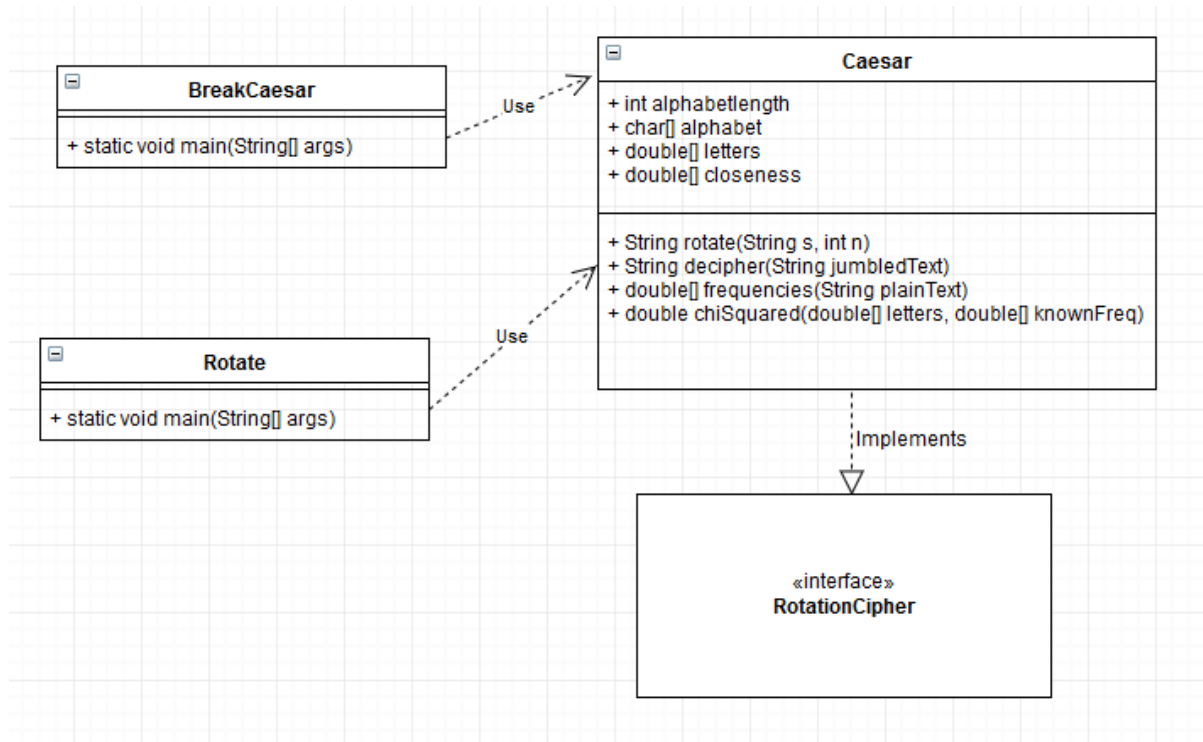 BreakCaesar
+ static void main(String[] args)
Use
Caesar
+ int alphabetlength
+ char[] alphabet
+ double[] letters
+ double[] closeness
+ String rotate(String s, int n)
+ String decipher(String jumbledText)
+ double[] frequencies(String plainText)
+ double chiSquared(double[] letters, double[] knownFreq)
Use
Rotate
+ static void main(String[] args)
Implements
«interface»
RotationCipher